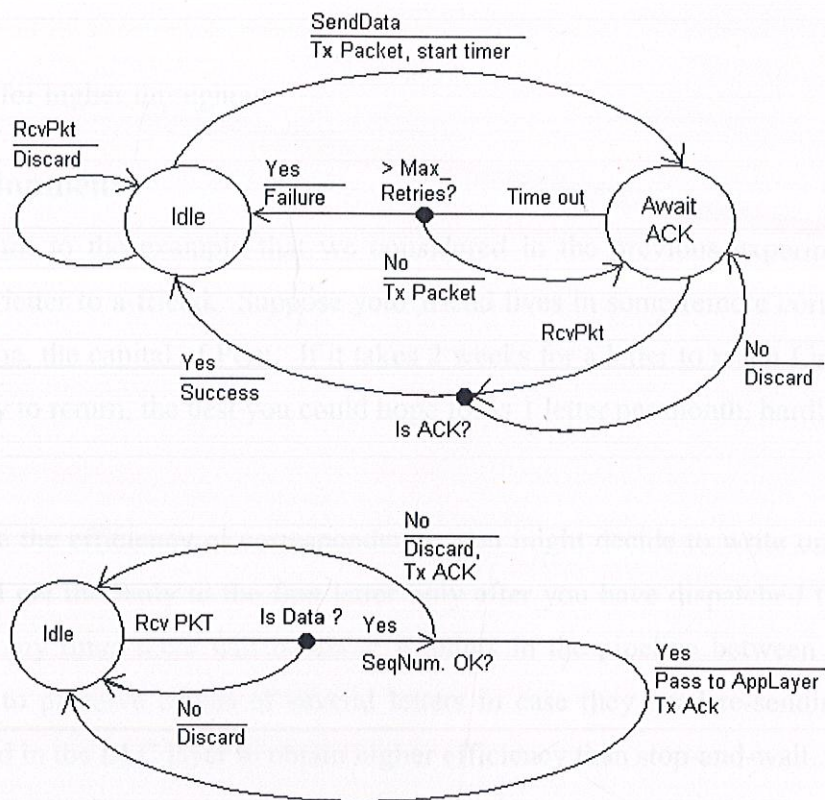 SendData
Tx Packet, start timer
RcvPkt
Discard
Idle
Yes
Failure
> Max_
Retries?
Time out
Await
ACK
No
Tx Packet
RcvPkt
No
Discard
Yes
Success
Is ACK?
No
Discard,
Tx ACK
Idle
Rcv PKT
Is Data ?
Yes
SeqNum. OK?
Yes
Pass to AppLayer
Tx Ack
No
Discard